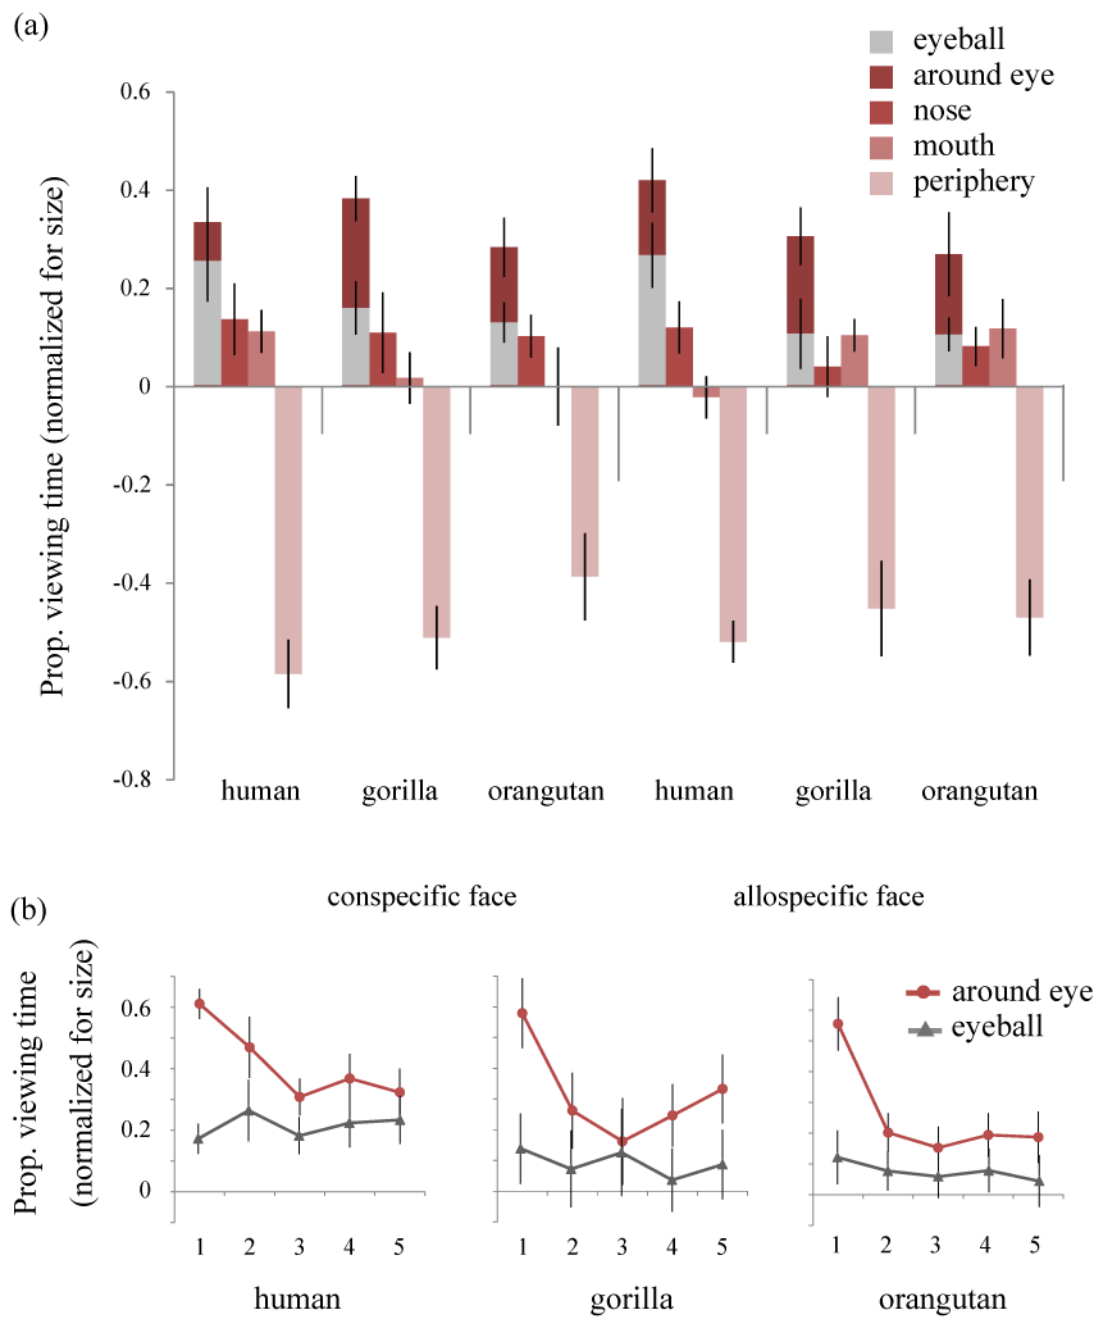 (a)
eyeball
around eye
nose
mouth
periphery
Prop. viewing time (normalized for size)
0.6
0.4
0.2
0
-0.2
-0.4
-0.6
-0.8
human gorilla orangutan human gorilla orangutan
conspecific face allospecific face
(b)
Prop. viewing time
(normalized for size)
0.6
0.4
0.2
0
around eye
eyeball
1 2 3 4 5
1 2 3 4 5
1 2 3 4 5
human gorilla orangutan